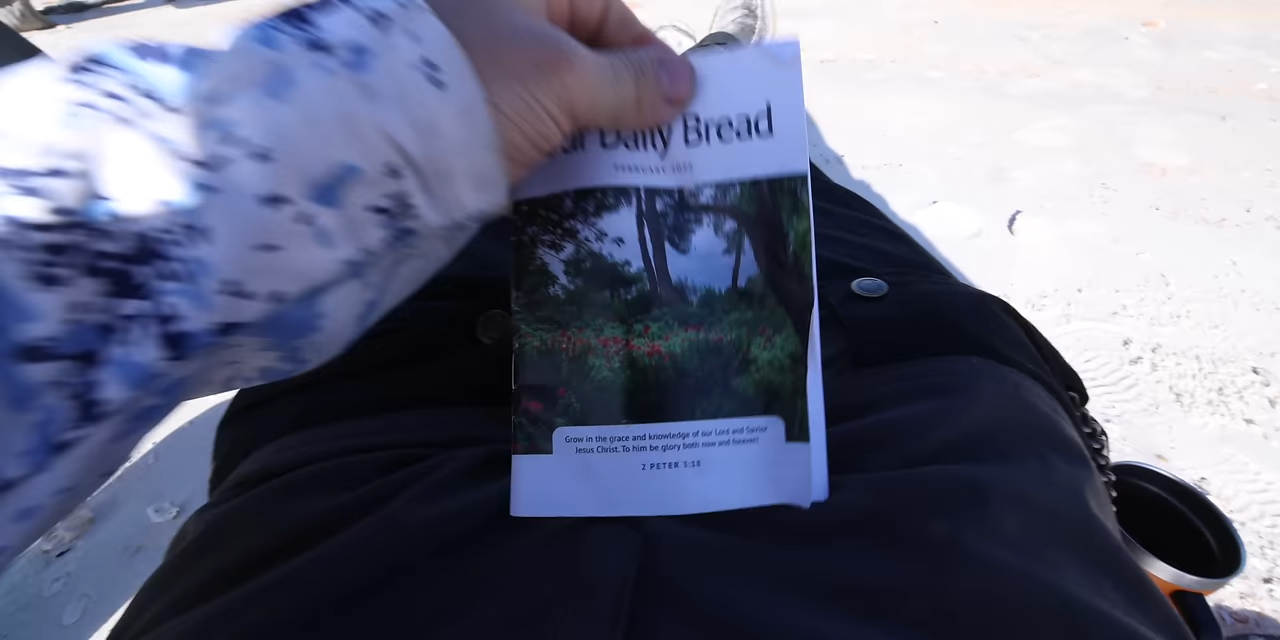 Daily Bread
FEBRUARY
Grow in the grace and knowledge of our Lord and Savior
Jesus Christ. To him be glory both now and forever!
2 PETER 3:18